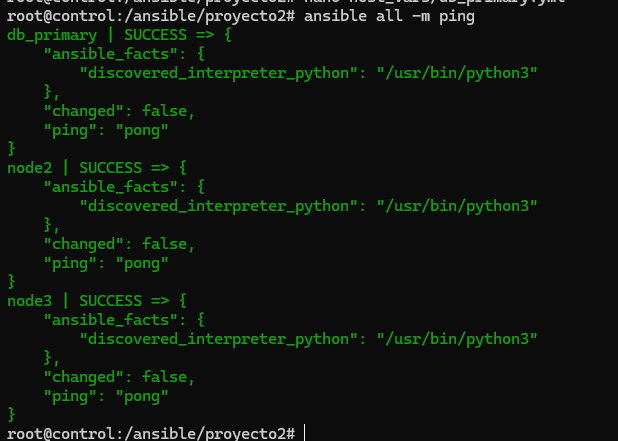 root@control:/ansible/proyecto2# nano host_vars/db_primary.yml
root@control:/ansible/proyecto2# ansible all -m ping
db_primary | SUCCESS => {
    "ansible_facts": {
        "discovered_interpreter_python": "/usr/bin/python3"
    },
    "changed": false,
    "ping": "pong"
}
node2 | SUCCESS => {
    "ansible_facts": {
        "discovered_interpreter_python": "/usr/bin/python3"
    },
    "changed": false,
    "ping": "pong"
}
node3 | SUCCESS => {
    "ansible_facts": {
        "discovered_interpreter_python": "/usr/bin/python3"
    },
    "changed": false,
    "ping": "pong"
}
root@control:/ansible/proyecto2#